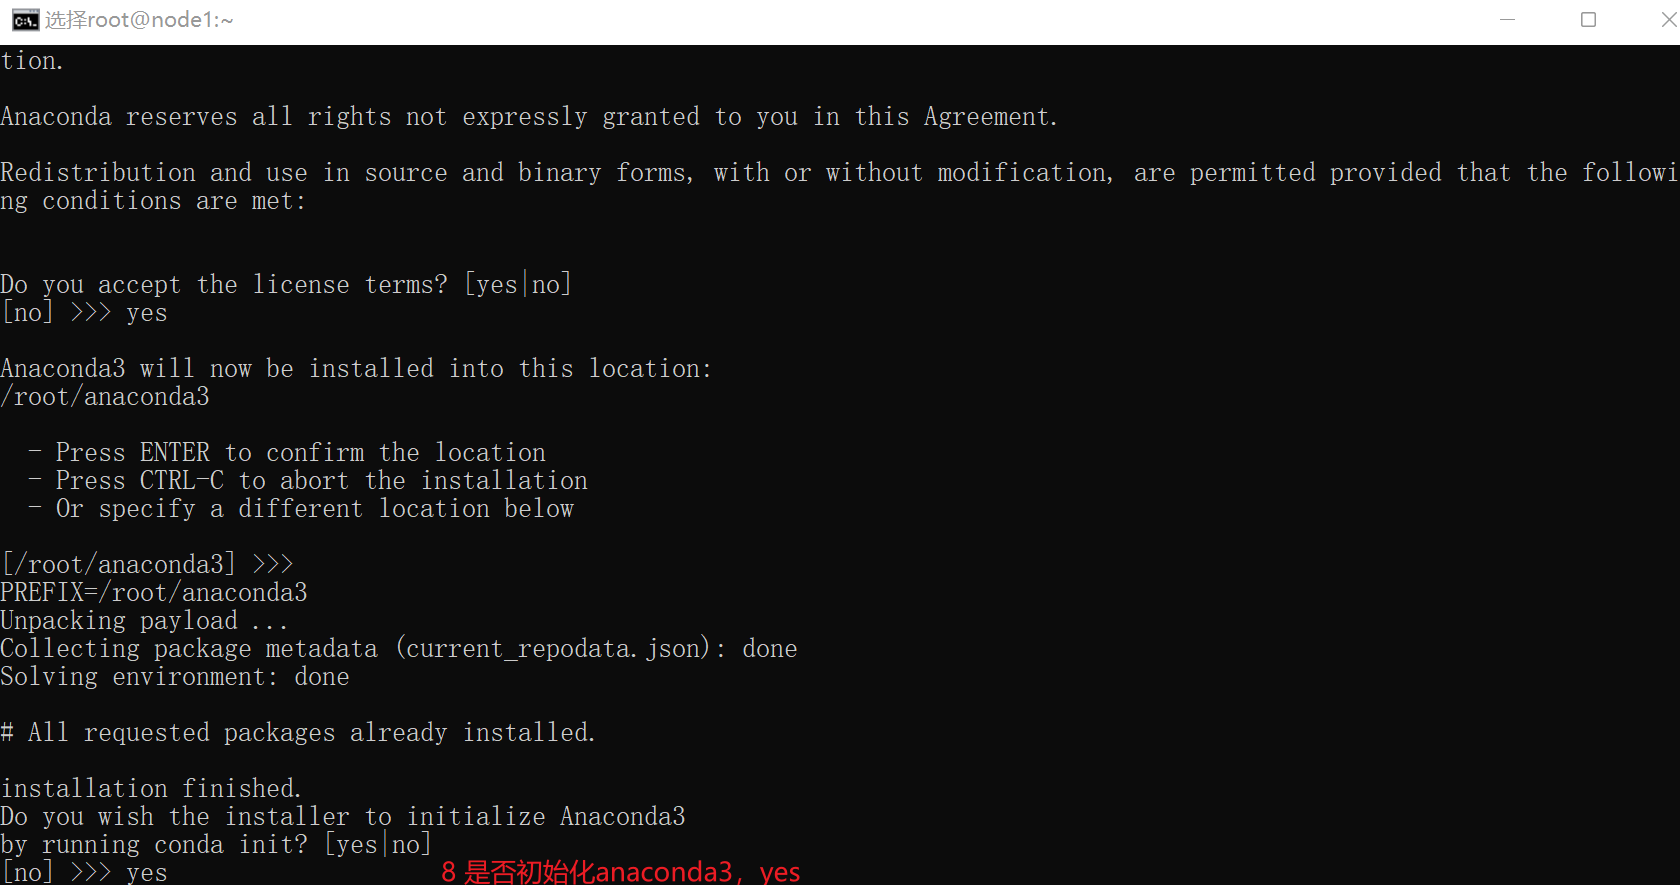 选择root@node1:~
tion.
Anaconda reserves all rights not expressly granted to you in this Agreement.
Redistribution and use in source and binary forms, with or without modification, are permitted provided that the followi
ng conditions are met:
Do you accept the license terms? [yes|no]
[no] >>> yes
Anaconda3 will now be installed into this location:
/root/anaconda3
- Press ENTER to confirm the location
- Press CTRL-C to abort the installation
- Or specify a different location below
[/root/anaconda3] >>>
PREFIX=/root/anaconda3
Unpacking payload ...
Collecting package metadata (current_repodata.json): done
Solving environment: done
# All requested packages already installed.
installation finished.
Do you wish the installer to initialize Anaconda3
by running conda init? [yes|no]
[no] >>> yes 8 是否初始化anaconda3，yes